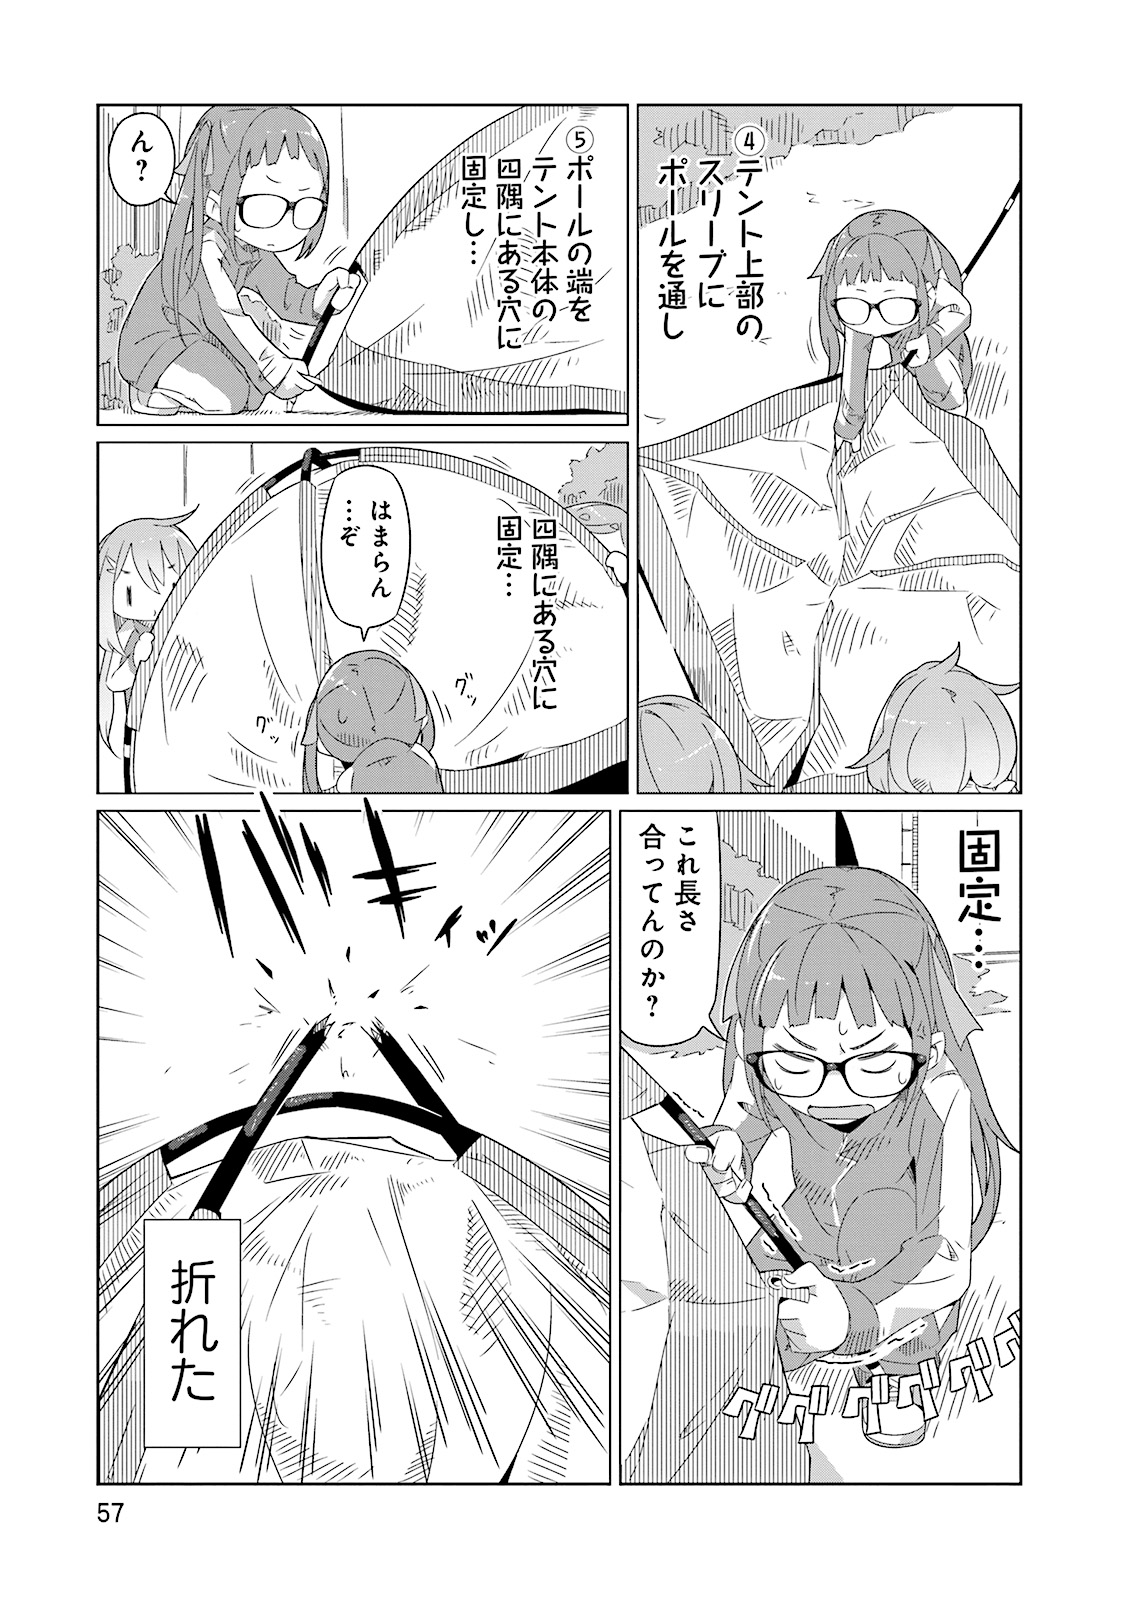 ④テント上部の
スリーブに
ポールを通し
⑤ポールの端を
テント本体の
四隅にある穴に
固定し…
ん?
四隅にある穴に
固定…
はまらん
…ぞ
グッ
グッ
固定……
これ長さ
合ってんのか?
ググググググ
バキィッ
折れた
57